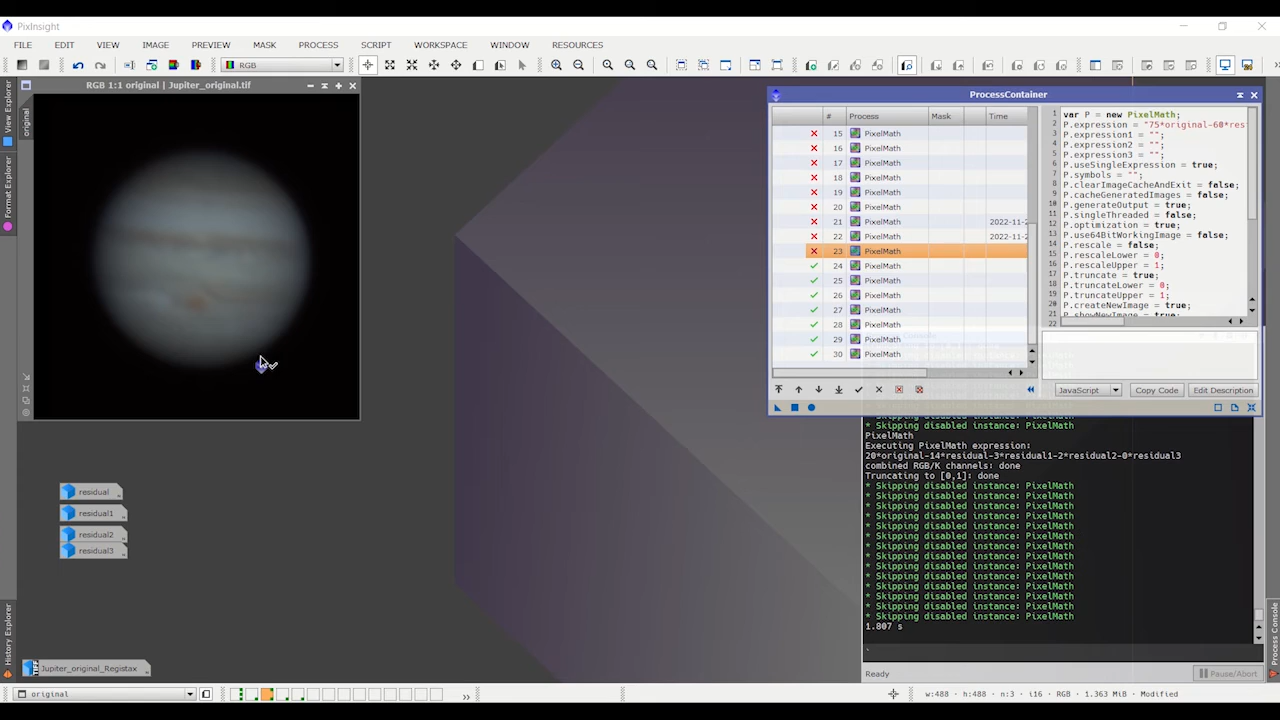 PixInsight
FILE EDIT VIEW IMAGE PREVIEW MASK PROCESS SCRIPT WORKSPACE WINDOW RESOURCES
RGB
RGB 1:1 original | Jupiter_original.tif
original
View Explorer
Format Explorer
History Explorer
ProcessContainer
# Process Mask Time
15 PixelMath
16 PixelMath
17 PixelMath
18 PixelMath
19 PixelMath
20 PixelMath
21 PixelMath 2022-11-2
22 PixelMath 2022-11-2
23 PixelMath
24 PixelMath
25 PixelMath
26 PixelMath
27 PixelMath
28 PixelMath
29 PixelMath
30 PixelMath
1 var P = new PixelMath;
2 P.expression = "75*original-60*res
3 P.expression1 = "";
4 P.expression2 = "";
5 P.expression3 = "";
6 P.useSingleExpression = true;
7 P.symbols = "";
8 P.clearImageCacheAndExit = false;
9 P.cacheGeneratedImages = false;
10 P.generateOutput = true;
11 P.singleThreaded = false;
12 P.optimization = true;
13 P.use64BitWorkingImage = false;
14 P.rescale = false;
15 P.rescaleLower = 0;
16 P.rescaleUpper = 1;
17 P.truncate = true;
18 P.truncateLower = 0;
19 P.truncateUpper = 1;
20 P.createNewImage = true;
21 P.showNewImage = true;
22
JavaScript Copy Code Edit Description
* Skipping disabled instance: PixelMath
* Skipping disabled instance: PixelMath
PixelMath
Executing PixelMath expression:
20*original-14*residual-3*residual1-2*residual2-0*residual3
combined RGB/K channels: done
Truncating to [0,1]: done
* Skipping disabled instance: PixelMath
* Skipping disabled instance: PixelMath
* Skipping disabled instance: PixelMath
* Skipping disabled instance: PixelMath
* Skipping disabled instance: PixelMath
* Skipping disabled instance: PixelMath
* Skipping disabled instance: PixelMath
* Skipping disabled instance: PixelMath
* Skipping disabled instance: PixelMath
* Skipping disabled instance: PixelMath
* Skipping disabled instance: PixelMath
* Skipping disabled instance: PixelMath
* Skipping disabled instance: PixelMath
* Skipping disabled instance: PixelMath
1.807 s
Ready Pause/Abort
Process Console
residual
residual1
residual2
residual3
Jupiter_original_Registax
original
w:488 · h:488 · n:3 · i16 · RGB · 1.363 MiB · Modified